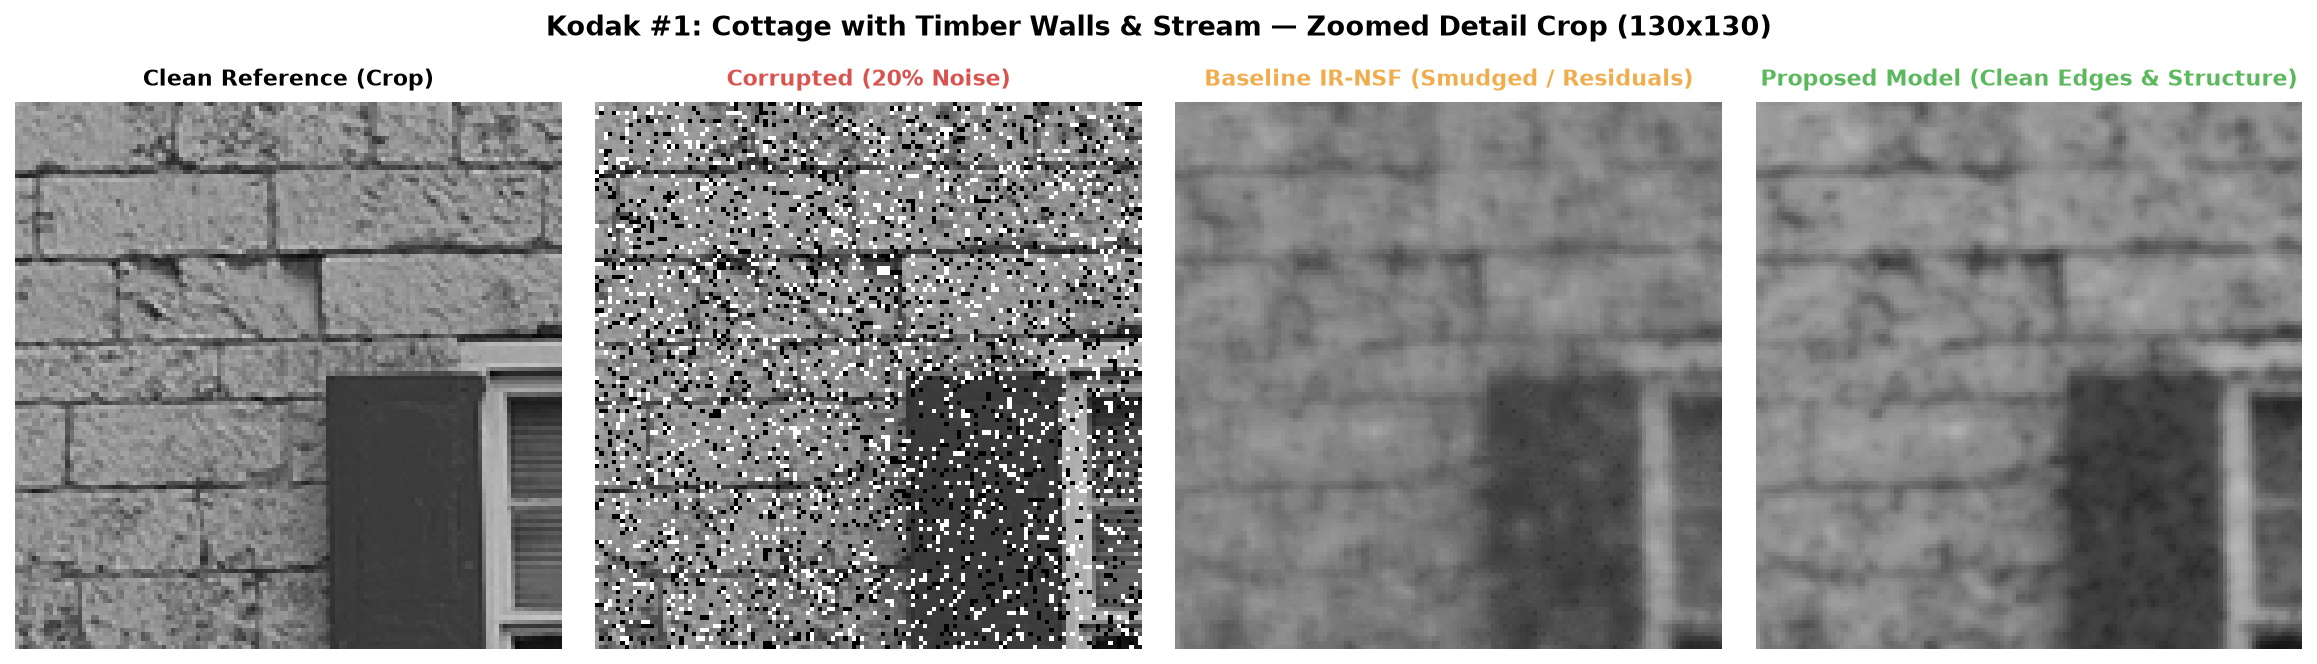 Kodak #1: Cottage with Timber Walls & Stream — Zoomed Detail Crop (130x130)
Clean Reference (Crop)
Corrupted (20% Noise)
Baseline IR-NSF (Smudged / Residuals)
Proposed Model (Clean Edges & Structure)